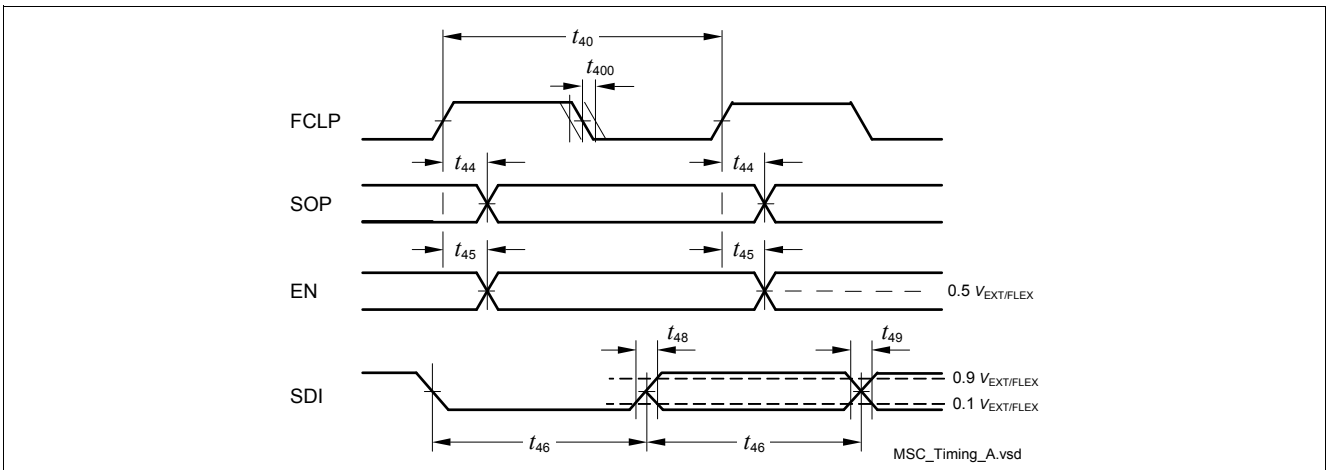 t40
t400
FCLP
t44 t44
SOP
t45 t45
EN
0.5 VEXT/FLEX
t48 t49
SDI
0.9 VEXT/FLEX
0.1 VEXT/FLEX
t46 t46
MSC_Timing_A.vsd